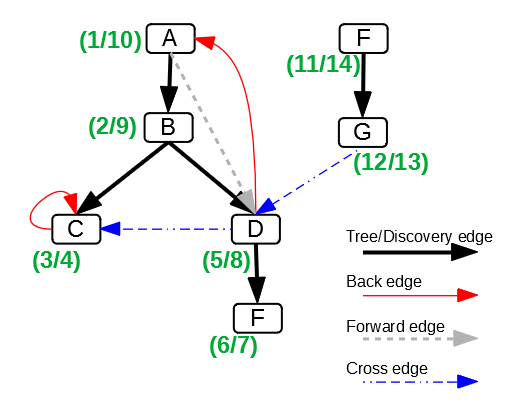 (1/10) A
F
(11/14)
(2/9) B
G
(12/13)
C
D
(3/4)
(5/8)
F
(6/7)
Tree/Discovery edge
Back edge
Forward edge
Cross edge